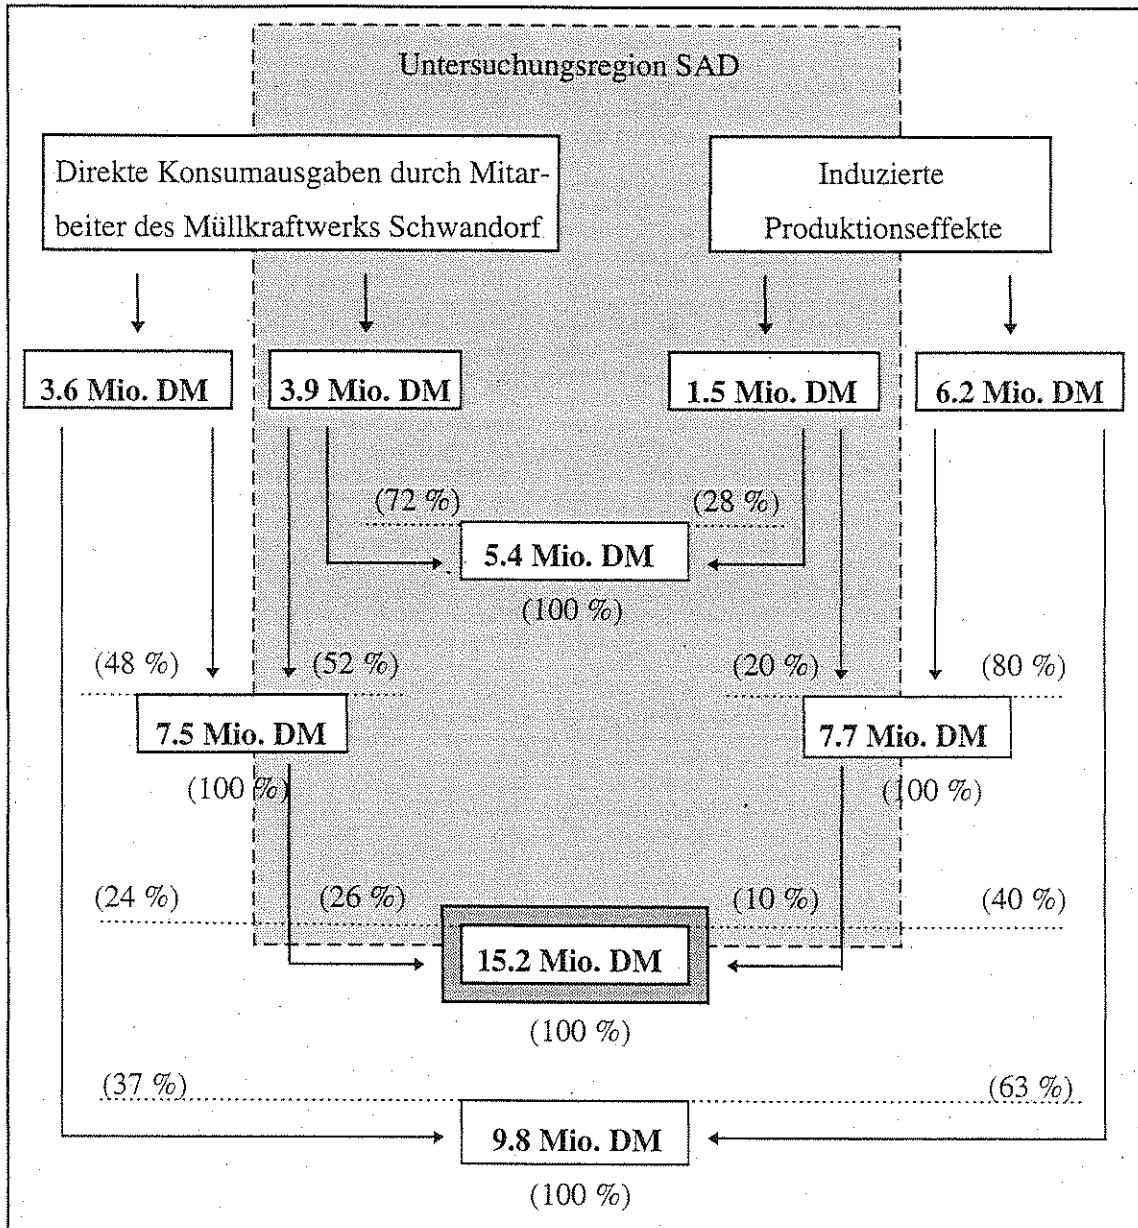 Untersuchungsregion SAD
Direkte Konsumausgaben durch Mitar-
beiter des Müllkraftwerks Schwandorf
Induzierte
Produktionseffekte
3.6 Mio. DM
3.9 Mio. DM
1.5 Mio. DM
6.2 Mio. DM
(72 %)
(28 %)
5.4 Mio. DM
(100 %)
(48 %)
(52 %)
(20 %)
(80 %)
7.5 Mio. DM
7.7 Mio. DM
(100 %)
(100 %)
(24 %)
(26 %)
(10 %)
(40 %)
15.2 Mio. DM
(100 %)
(37 %)
(63 %)
9.8 Mio. DM
(100 %)